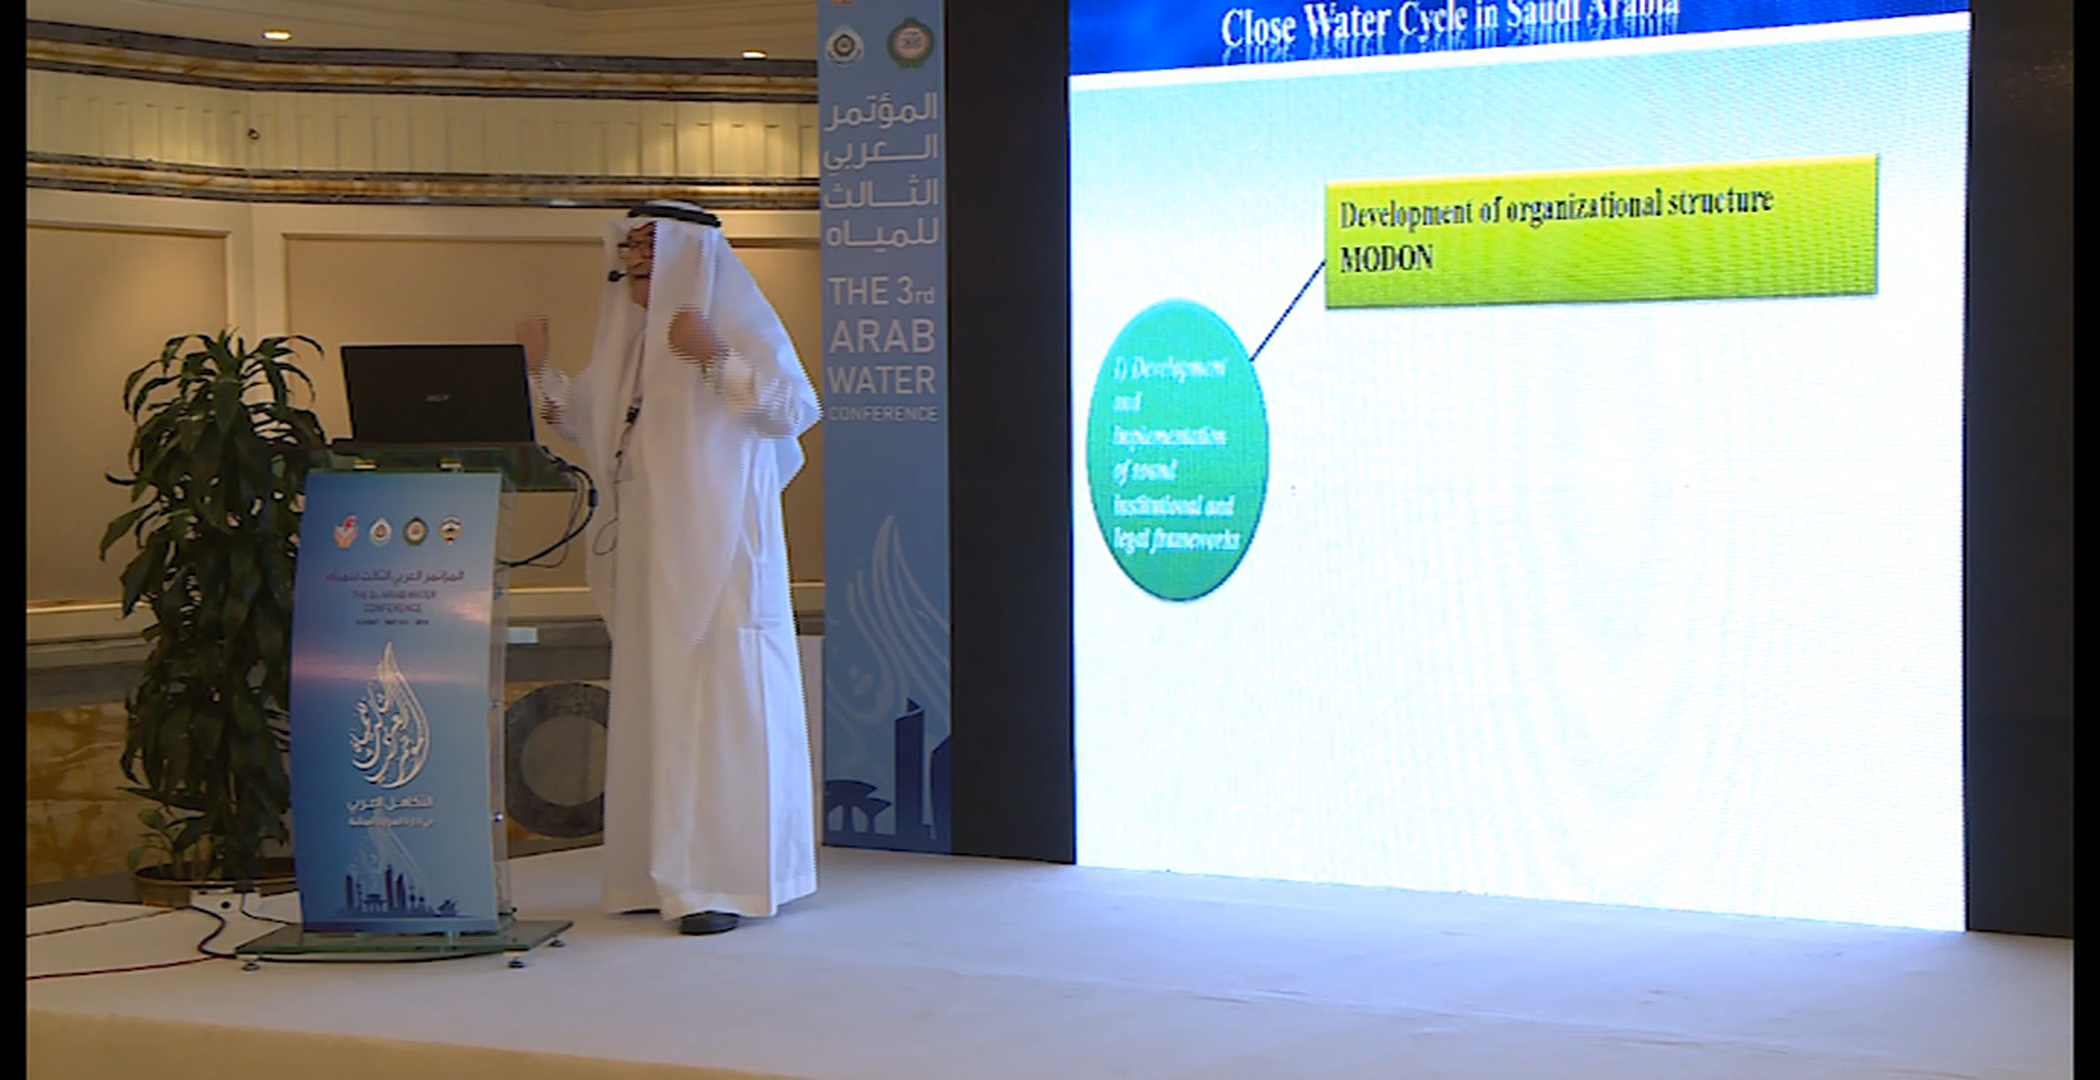 Close Water Cycle in Saudi Arabia
Development of organizational structure
MODON
1) Development
and
implementation
of sound
institutional and
legal frameworks
المؤتمر
العربي
الثالث
للمياه
THE 3rd
ARAB
WATER
CONFERENCE
المؤتمر العربي الثالث للمياه
THE 3rd ARAB WATER
CONFERENCE
التكامل العربي